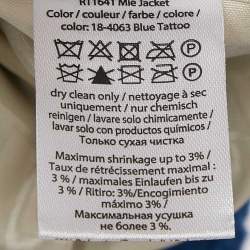 RT1641 Mie Jacket
Color / couleur / farbe / colore /
color: 18-4063 Blue Tattoo
dry clean only / nettoyage à sec
uniquement / nur chemisch
reinigen / lavare solo chimicamente
lavar solo con productos químicos /
Только сухая чистка
Maximum shrinkage up to 3% /
Taux de rétrécissement maximal /
3% / maximales Einlaufen bis zu
3 % / Ritiro: 3%/ Encogimiento
máximo 3% /
Максимальная усушка
не более 3 %.